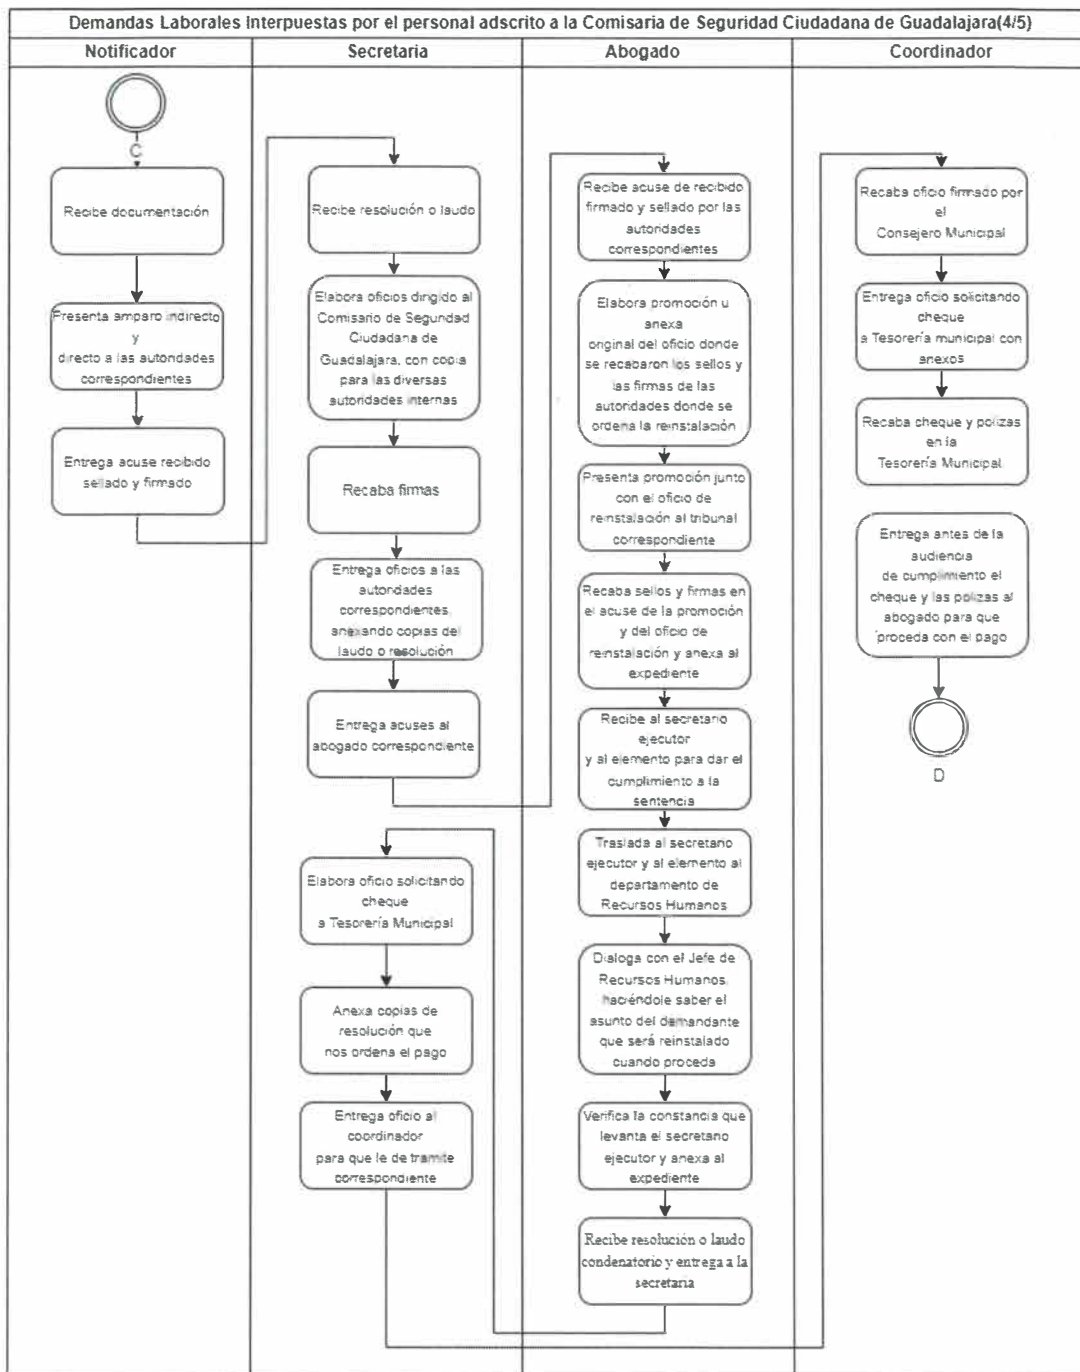 Demandas Laborales Interpuestas por el personal adscrito a la Comisaria de Seguridad Ciudadana de Guadalajara(4/5)
Notificador
Secretaria
Abogado
Coordinador
C
Recibe documentación
Presenta amparo indirecto
y
directo a las autoridades
correspondientes
Entrega acuse recibido
sellado y firmado
Recibe resolución o laudo
Elabora oficios dirigido al
Comisario de Seguridad
Ciudadana de
Guadalajara, con copia
para las diversas
autoridades internas
Recaba firmas
Entrega oficios a las
autoridades
correspondientes
anexando copias del
laudo o resolución
Entrega acuses al
abogado correspondiente
Elabora oficio solicitando
cheque
a Tesorería Municipal
Anexa copias de
resolución que
nos ordena el pago
Entrega oficio al
coordinador
para que le de tramite
correspondiente
Recibe acuse de recibido
firmado y sellado por las
autoridades
correspondientes
Elabora promoción u
anexa
original del oficio donde
se recabaron los sellos y
las firmas de las
autoridades donde se
ordena la reinstalación
Presenta promoción junto
con el oficio de
reinstalación al tribunal
correspondiente
Recaba sellos y firmas en
el acuse de la promoción
y del oficio de
reinstalación y anexa al
expediente
Recibe al secretario
ejecutor
y al elemento para dar el
cumplimiento a la
sentencia
Traslada al secretario
ejecutor y al elemento al
departamento de
Recursos Humanos
Dialoga con el Jefe de
Recursos Humanos
haciéndole saber el
asunto del demandante
que será reinstalado
cuando proceda
Verifica la constancia que
levanta el secretario
ejecutor y anexa al
expediente
Recibe resolución o laudo
condenatorio y entrega a la
secretaria
Recaba oficio firmado por
el
Consejero Municipal
Entrega oficio solicitando
cheque
a Tesorería municipal con
anexos
Recaba cheque y polizas
en la
Tesorería Municipal
Entrega antes de la
audiencia
de cumplimiento el
cheque y las polizas al
abogado para que
proceda con el pago
D